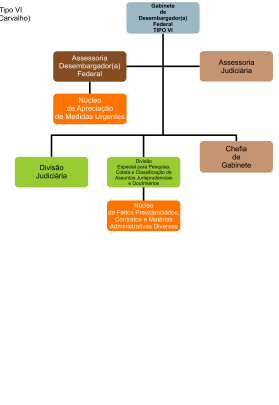 Tipo VI
Carvalho)
Gabinete
de
Desembargador(a)
Federal
TIPO VI
Assessoria
Desembargador(a)
Federal
Assessoria
Judiciária
Núcleo
de Apreciação
de Medidas Urgentes
Divisão
Judiciária
Divisão
Especial para Pesquisa,
Coleta e Classificação de
Assuntos Jurisprudenciais
e Doutrinários
Chefia
de
Gabinete
Núcleo
de Feitos Previdenciários,
Contratos e Matérias
Administrativas Diversas